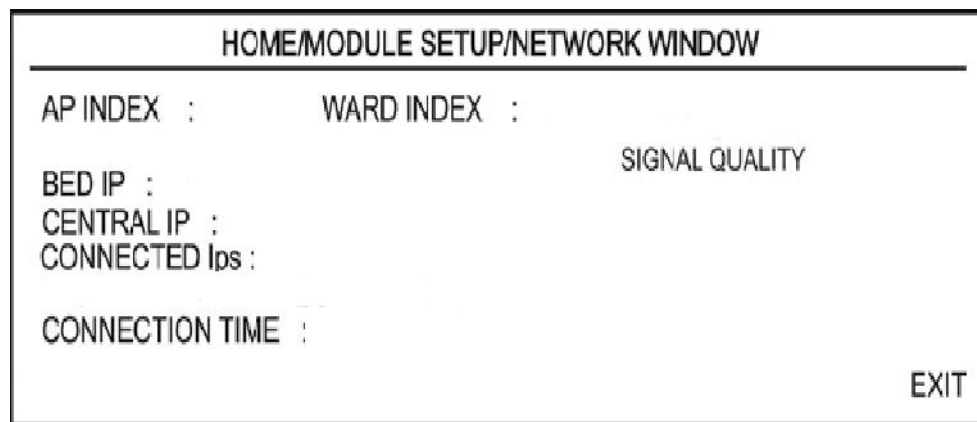 HOME/MODULE SETUP/NETWORK WINDOW
AP INDEX : WARD INDEX :
SIGNAL QUALITY
BED IP :
CENTRAL IP :
CONNECTED Ips :
CONNECTION TIME :
EXIT